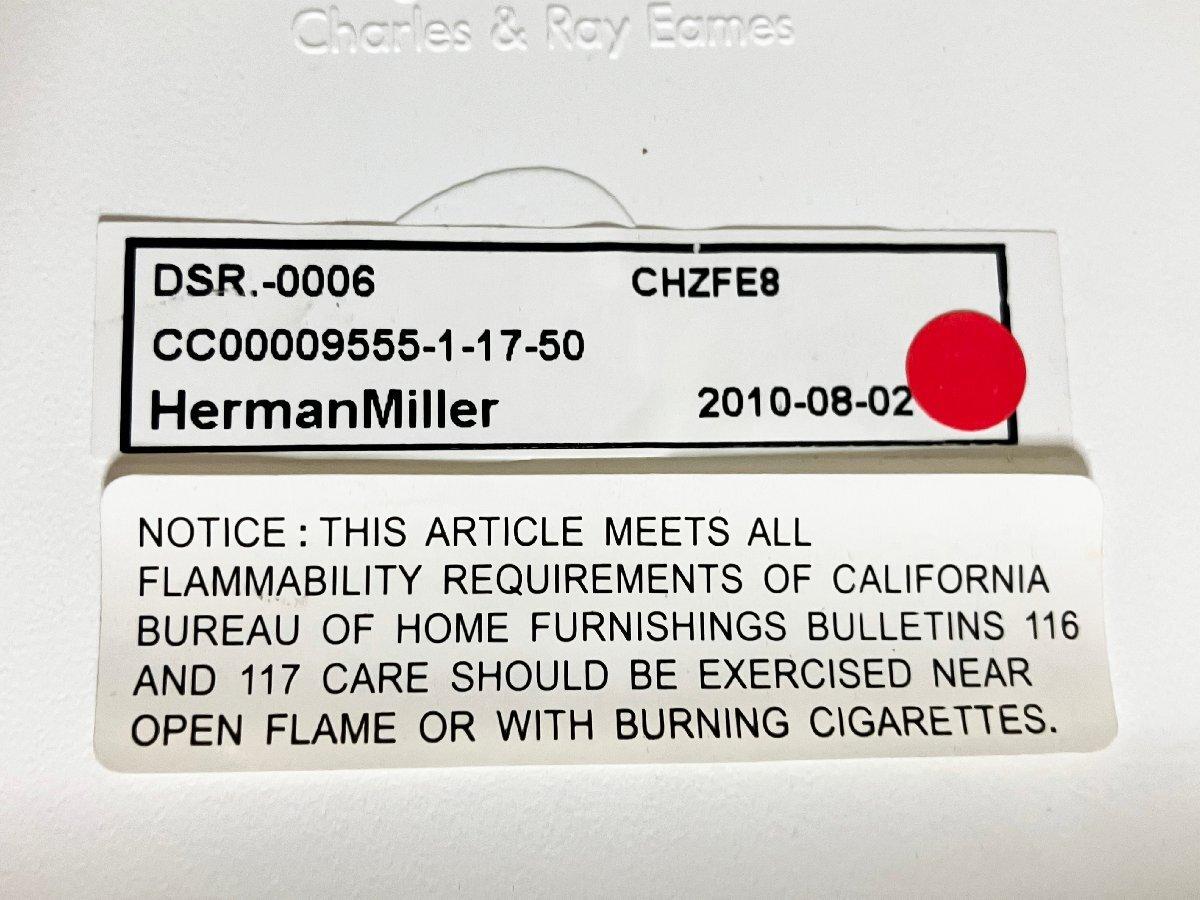 Charles & Ray Eames
DSR.-0006 CHZFE8
CC00009555-1-17-50
HermanMiller 2010-08-02
NOTICE : THIS ARTICLE MEETS ALL
FLAMMABILITY REQUIREMENTS OF CALIFORNIA
BUREAU OF HOME FURNISHINGS BULLETINS 116
AND 117 CARE SHOULD BE EXERCISED NEAR
OPEN FLAME OR WITH BURNING CIGARETTES.